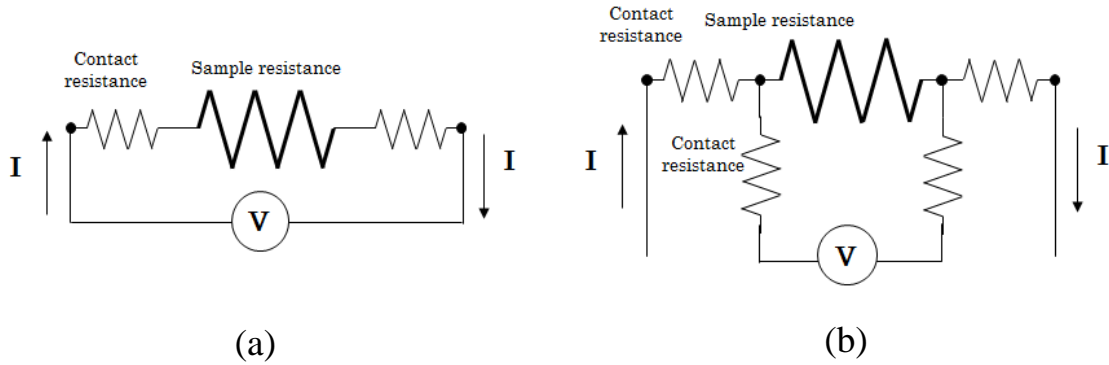 Contact
resistance
Sample resistance
I
I
V
(a)
Contact
resistance
Sample resistance
Contact
resistance
I
I
V
(b)